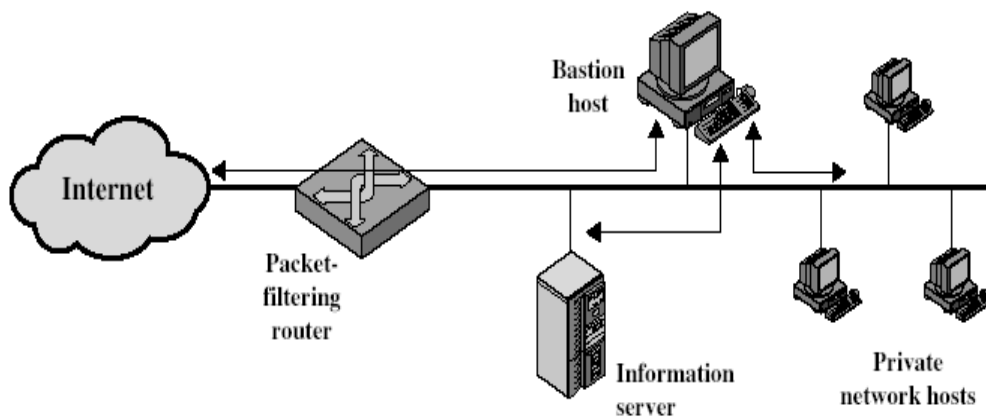 Bastion
host
Internet
Packet-
filtering
router
Information
server
Private
network hosts